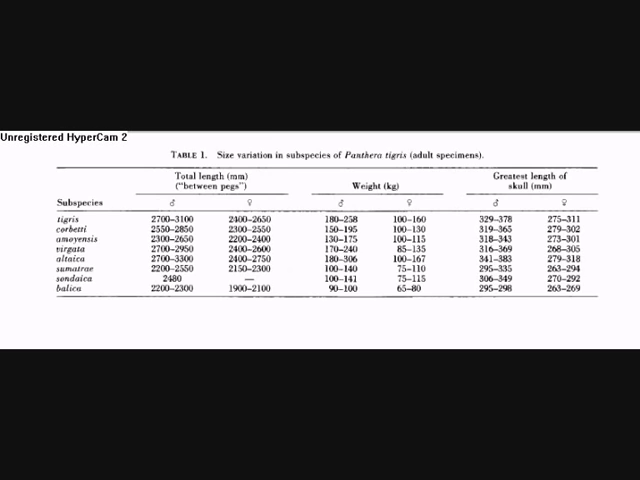 Unregistered HyperCam 2
TABLE 1. Size variation in subspecies of Panthera tigris (adult specimens).
Total length (mm) Greatest length of
("between pegs") Weight (kg) skull (mm)
Subspecies ♂ ♀ ♂ ♀ ♂ ♀
tigris 2700–3100 2400–2650 180–258 100–160 329–378 275–311
corbetti 2550–2850 2300–2550 150–195 100–130 319–365 279–302
amoyensis 2300–2650 2200–2400 130–175 100–115 318–343 273–301
virgata 2700–2950 2400–2600 170–240 85–135 316–369 268–305
altaica 2700–3300 2400–2750 180–306 100–167 341–383 279–318
sumatrae 2200–2550 2150–2300 100–140 75–110 295–335 263–294
sondaica 2480 — 100–141 75–115 306–349 270–292
balica 2200–2300 1900–2100 90–100 65–80 295–298 263–269